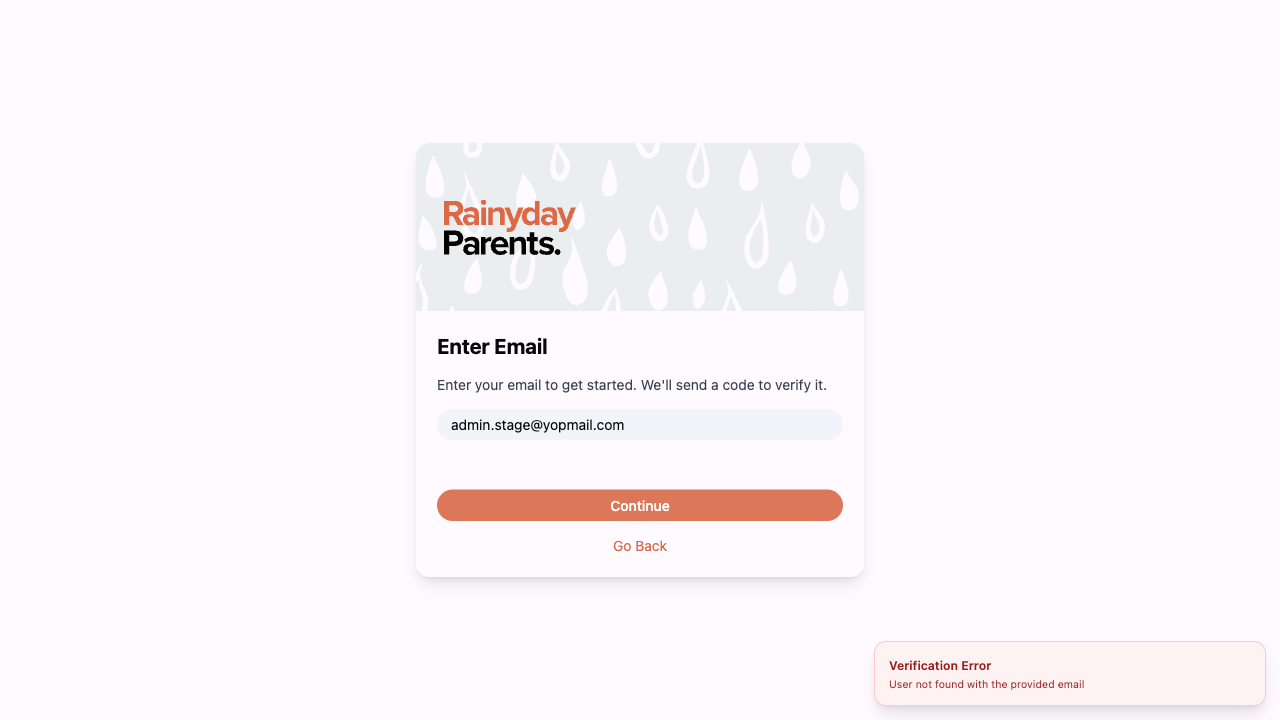 Rainyday
Parents.
Enter Email
Enter your email to get started. We'll send a code to verify it.
admin.stage@yopmail.com
Continue
Go Back
Verification Error
User not found with the provided email